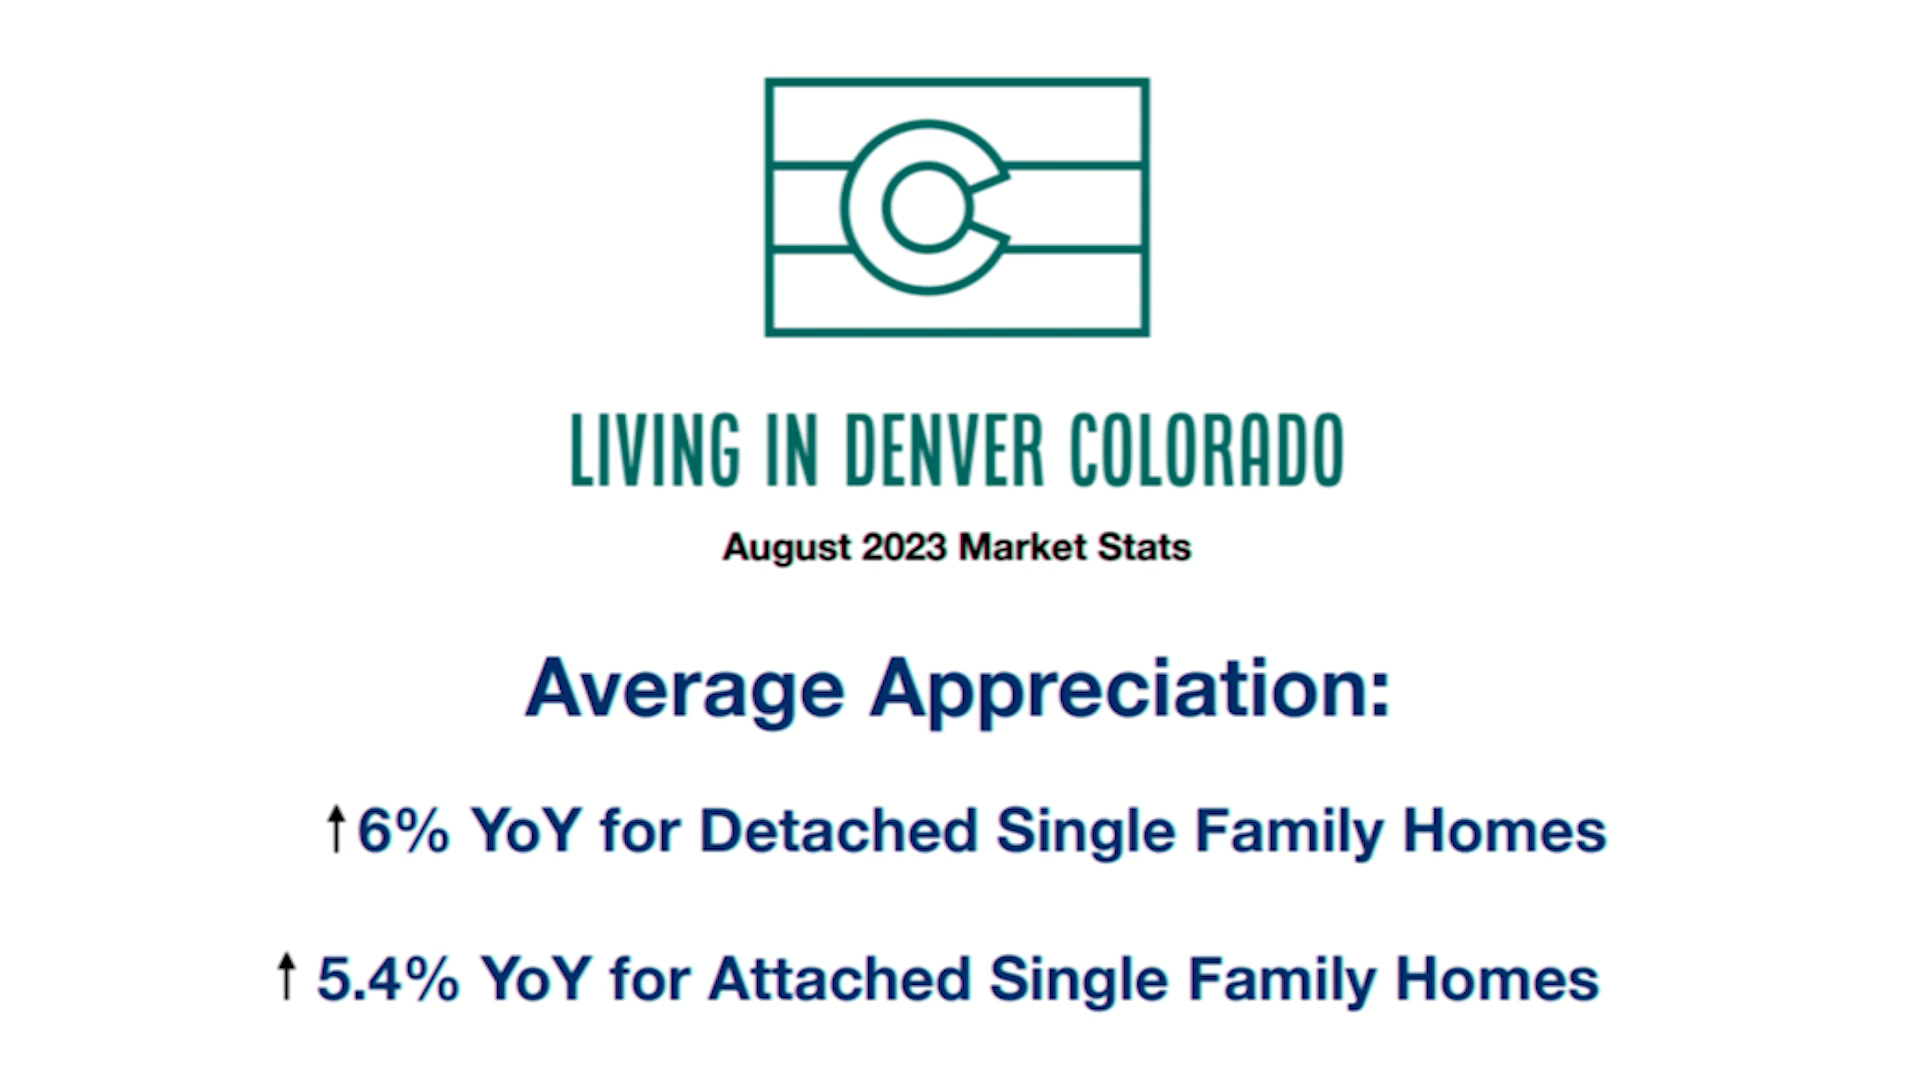 LIVING IN DENVER COLORADO
August 2023 Market Stats
Average Appreciation:
↑6% YoY for Detached Single Family Homes
↑ 5.4% YoY for Attached Single Family Homes